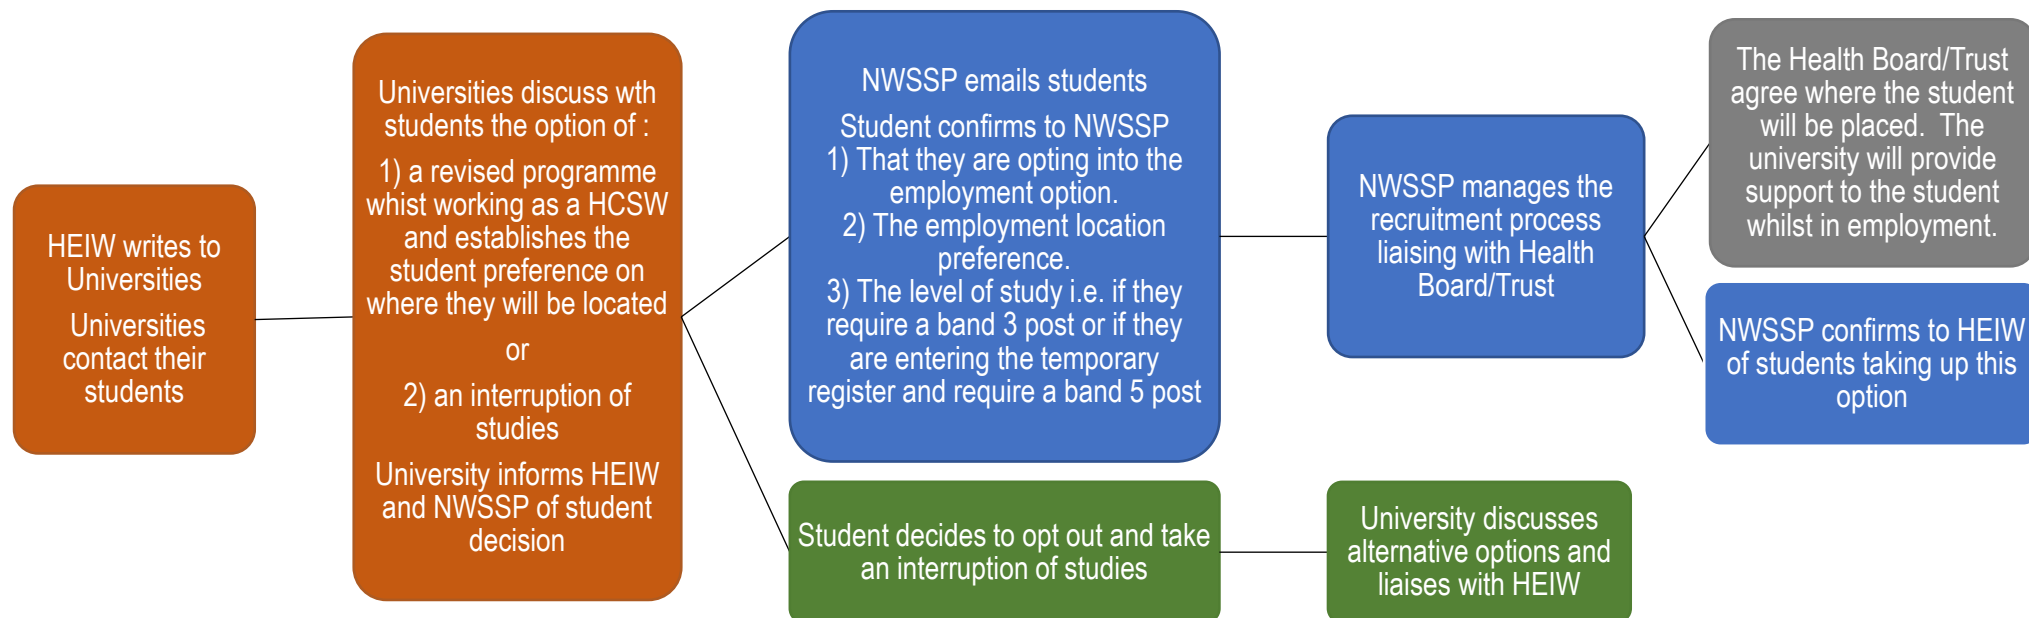 HEIW writes to
Universities
Universities
contact their
students
Universities discuss wth
students the option of :
1) a revised programme
whist working as a HCSW
and establishes the
student preference on
where they will be located
or
2) an interruption of
studies
University informs HEIW
and NWSSP of student
decision
NWSSP emails students
Student confirms to NWSSP
1) That they are opting into the
employment option.
2) The employment location
preference.
3) The level of study i.e. if they
require a band 3 post or if they
are entering the temporary
register and require a band 5 post
Student decides to opt out and take
an interruption of studies
NWSSP manages the
recruitment process
liaising with Health
Board/Trust
University discusses
alternative options and
liaises with HEIW
The Health Board/Trust
agree where the student
will be placed.  The
university will provide
support to the student
whilst in employment.
NWSSP confirms to HEIW
of students taking up this
option